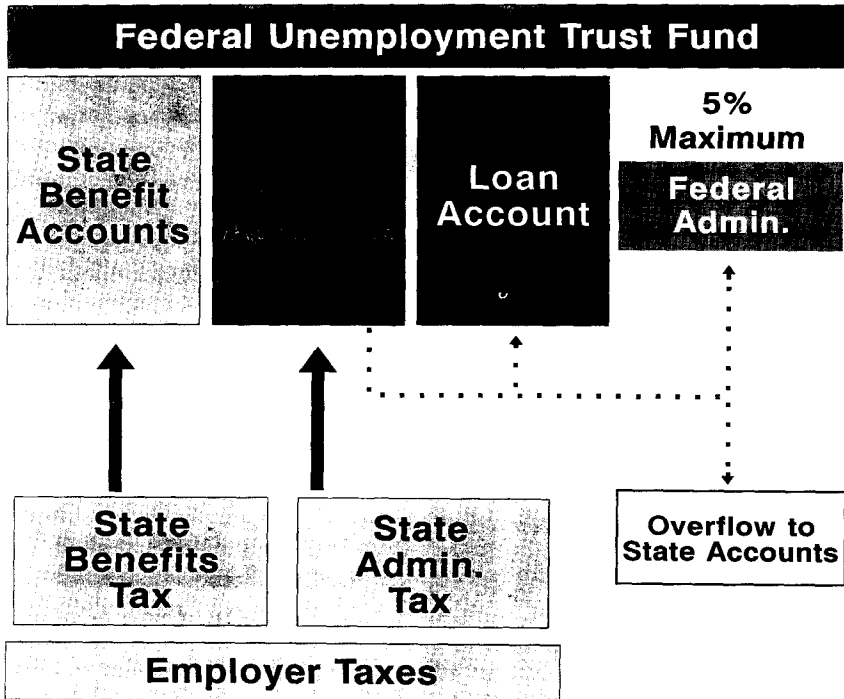 Federal Unemployment Trust Fund
State
Benefit
Accounts
Loan
Account
5%
Maximum
Federal
Admin.
State
Benefits
Tax
State
Admin.
Tax
Overflow to
State Accounts
Employer Taxes